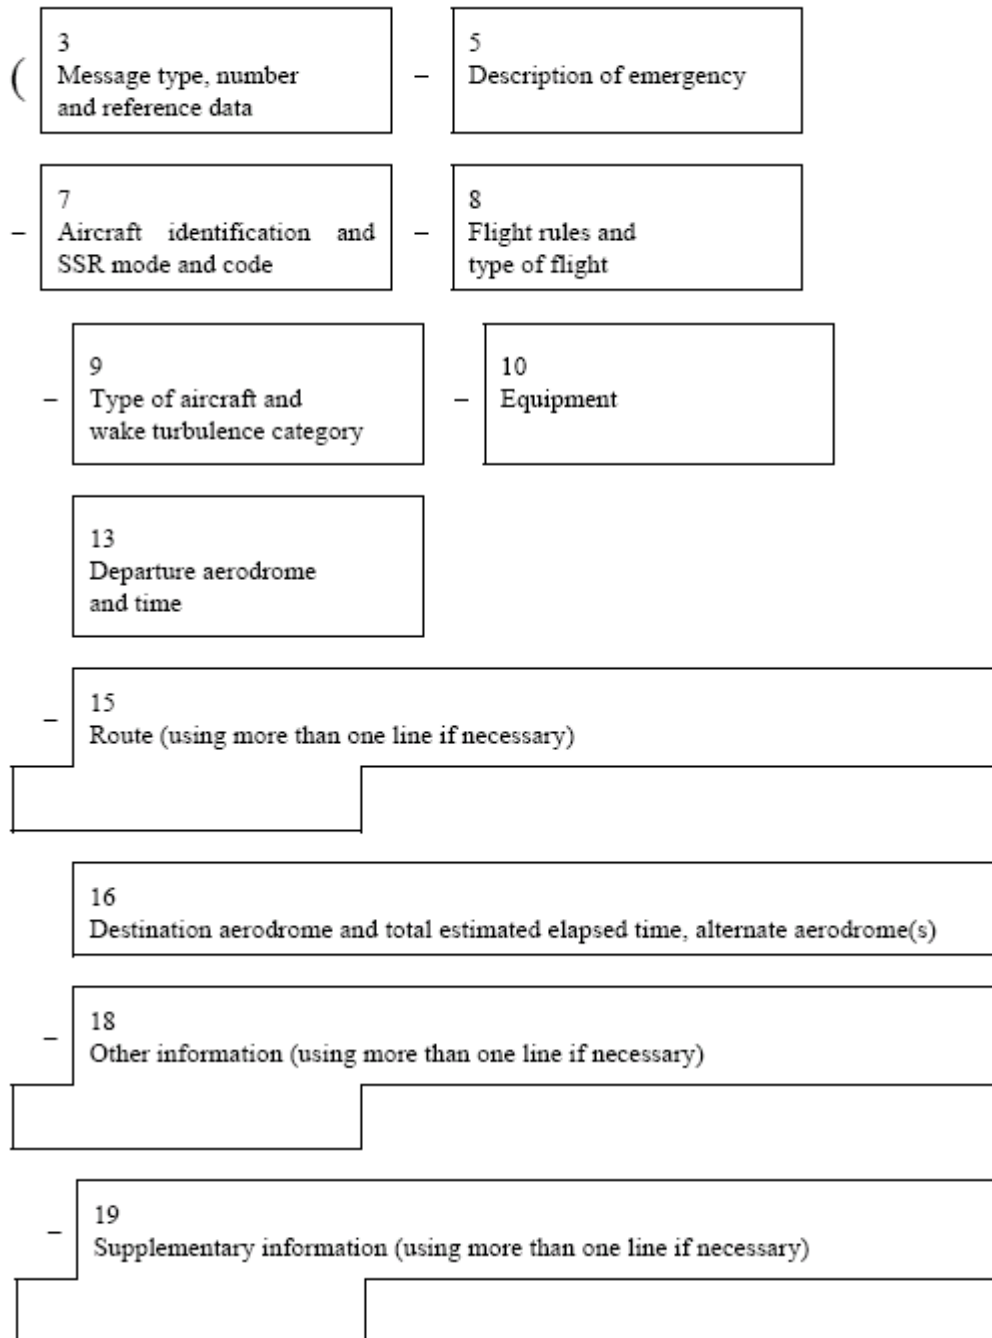 (
3
Message type, number
and reference data
–
5
Description of emergency
–
7
Aircraft identification and
SSR mode and code
–
8
Flight rules and
type of flight
–
9
Type of aircraft and
wake turbulence category
–
10
Equipment
13
Departure aerodrome
and time
–
15
Route (using more than one line if necessary)
16
Destination aerodrome and total estimated elapsed time, alternate aerodrome(s)
–
18
Other information (using more than one line if necessary)
–
19
Supplementary information (using more than one line if necessary)